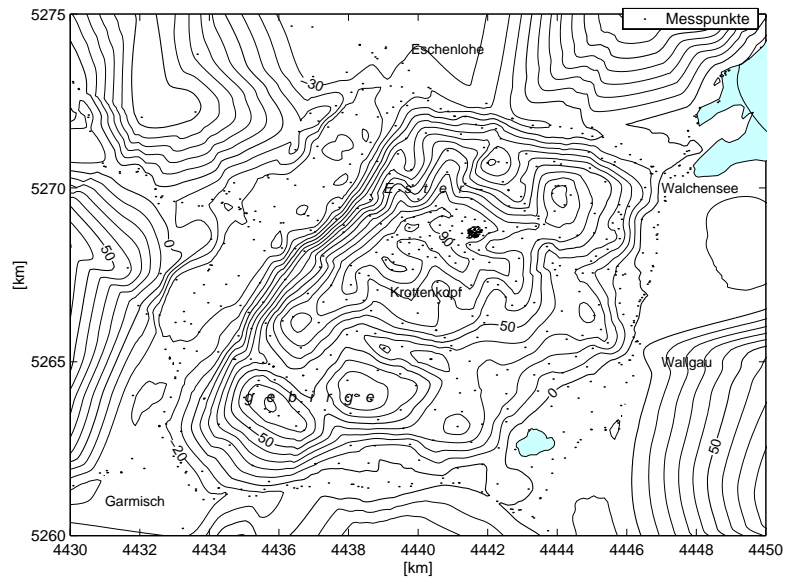 5275
Messpunkte
Eschenlohe
−30
5270
E s t e r
Walchensee
0
50
90
[km]
Krottenkopf
50
5265
Wallgau
0
g e b i r g e
50
−20
50
Garmisch
5260
4430 4432 4434 4436 4438 4440 4442 4444 4446 4448 4450
[km]